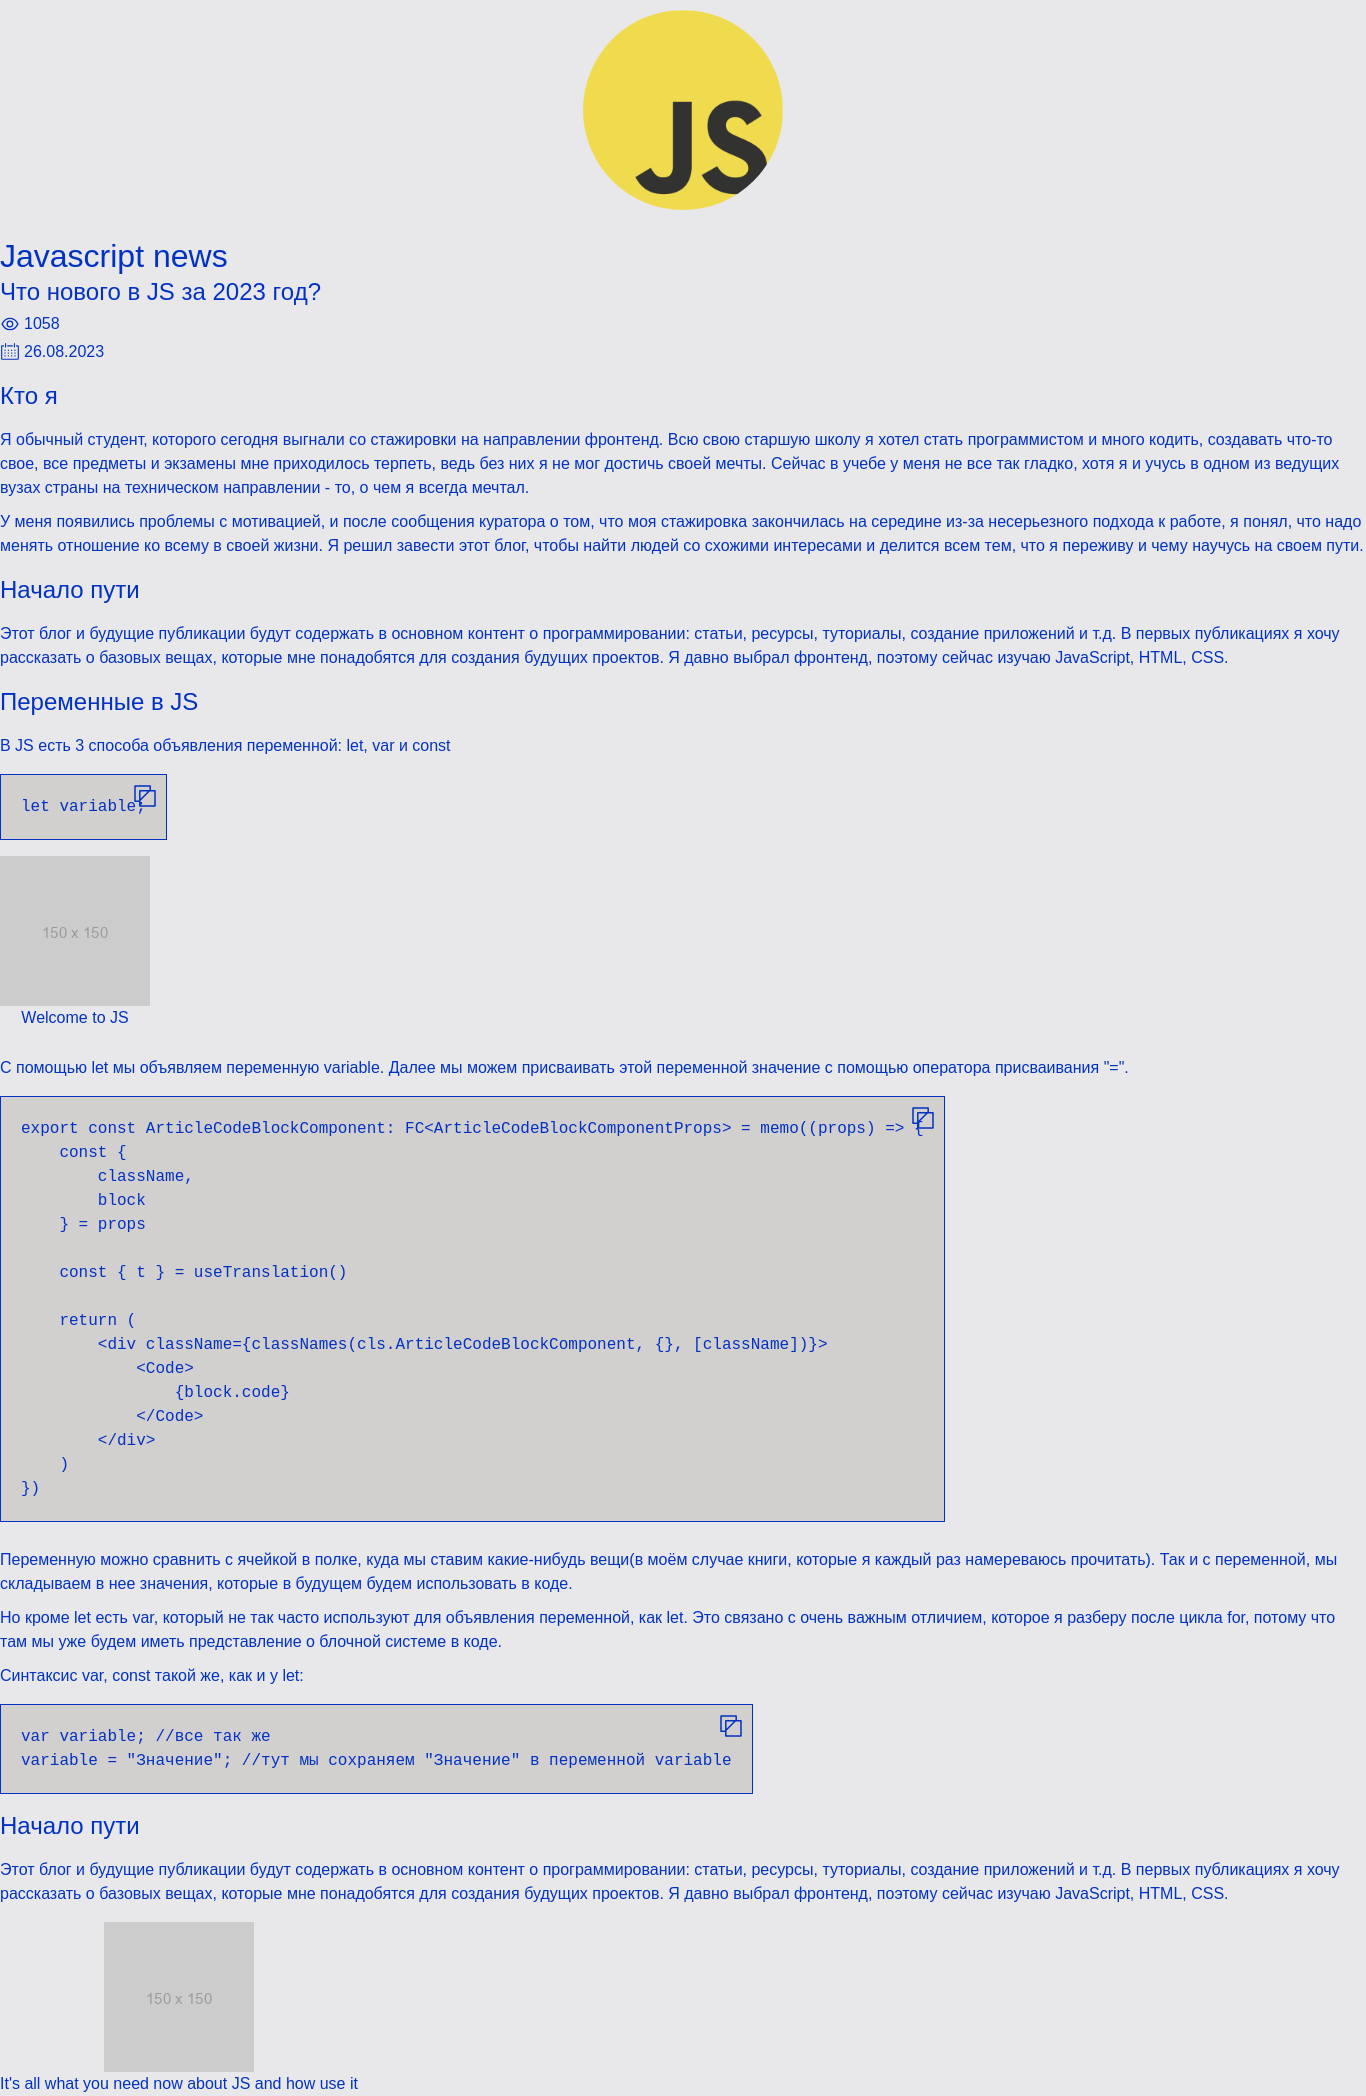 JS
Javascript news
Что нового в JS за 2023 год?
1058
26.08.2023
Кто я
Я обычный студент, которого сегодня выгнали со стажировки на направлении фронтенд. Всю свою старшую школу я хотел стать программистом и много кодить, создавать что-то
свое, все предметы и экзамены мне приходилось терпеть, ведь без них я не мог достичь своей мечты. Сейчас в учебе у меня не все так гладко, хотя я и учусь в одном из ведущих
вузах страны на техническом направлении - то, о чем я всегда мечтал.
У меня появились проблемы с мотивацией, и после сообщения куратора о том, что моя стажировка закончилась на середине из-за несерьезного подхода к работе, я понял, что надо
менять отношение ко всему в своей жизни. Я решил завести этот блог, чтобы найти людей со схожими интересами и делится всем тем, что я переживу и чему научусь на своем пути.
Начало пути
Этот блог и будущие публикации будут содержать в основном контент о программировании: статьи, ресурсы, туториалы, создание приложений и т.д. В первых публикациях я хочу
рассказать о базовых вещах, которые мне понадобятся для создания будущих проектов. Я давно выбрал фронтенд, поэтому сейчас изучаю JavaScript, HTML, CSS.
Переменные в JS
В JS есть 3 способа объявления переменной: let, var и const
let variable;
150 x 150
Welcome to JS
С помощью let мы объявляем переменную variable. Далее мы можем присваивать этой переменной значение с помощью оператора присваивания "=".
export const ArticleCodeBlockComponent: FC<ArticleCodeBlockComponentProps> = memo((props) => {
    const {
        className,
        block
    } = props
    const { t } = useTranslation()
    return (
        <div className={classNames(cls.ArticleCodeBlockComponent, {}, [className])}>
            <Code>
                {block.code}
            </Code>
        </div>
    )
})
Переменную можно сравнить с ячейкой в полке, куда мы ставим какие-нибудь вещи(в моём случае книги, которые я каждый раз намереваюсь прочитать). Так и с переменной, мы
складываем в нее значения, которые в будущем будем использовать в коде.
Но кроме let есть var, который не так часто используют для объявления переменной, как let. Это связано с очень важным отличием, которое я разберу после цикла for, потому что
там мы уже будем иметь представление о блочной системе в коде.
Синтаксис var, const такой же, как и у let:
var variable; //все так же
variable = "Значение"; //тут мы сохраняем "Значение" в переменной variable
Начало пути
Этот блог и будущие публикации будут содержать в основном контент о программировании: статьи, ресурсы, туториалы, создание приложений и т.д. В первых публикациях я хочу
рассказать о базовых вещах, которые мне понадобятся для создания будущих проектов. Я давно выбрал фронтенд, поэтому сейчас изучаю JavaScript, HTML, CSS.
150 x 150
It's all what you need now about JS and how use it